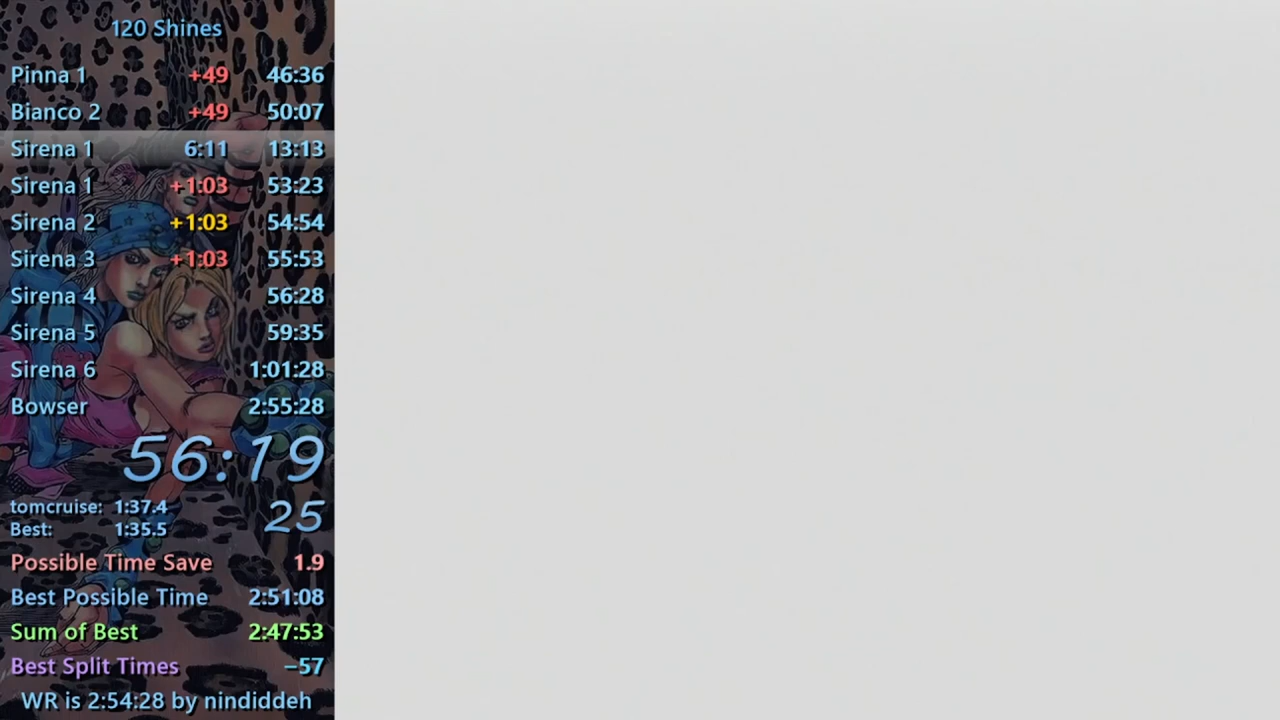 120 Shines
Pinna 1 +49 46:36
Bianco 2 +49 50:07
Sirena 1 6:11 13:13
Sirena 1 +1:03 53:23
Sirena 2 +1:03 54:54
Sirena 3 +1:03 55:53
Sirena 4 56:28
Sirena 5 59:35
Sirena 6 1:01:28
Bowser 2:55:28
56:19
tomcruise: 1:37.4
Best: 1:35.5
25
Possible Time Save 1.9
Best Possible Time 2:51:08
Sum of Best 2:47:53
Best Split Times −57
WR is 2:54:28 by nindiddeh